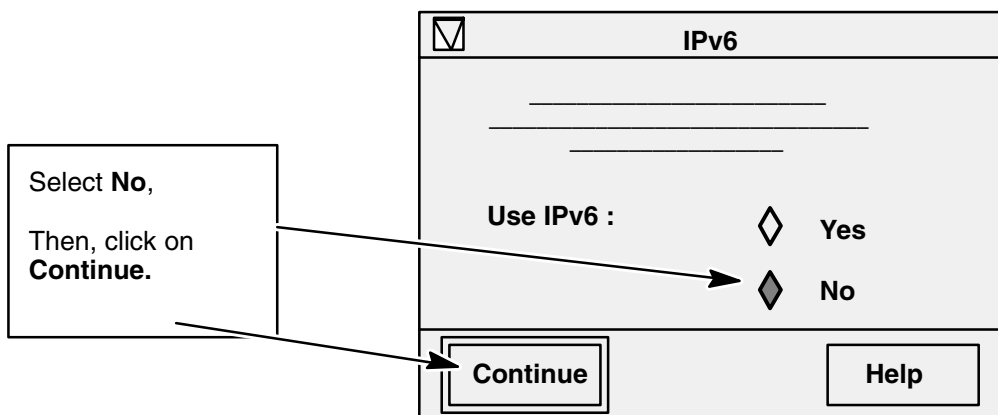 IPv6
Select No,
Then, click on
Continue.
Use IPv6 :
Yes
No
Continue
Help